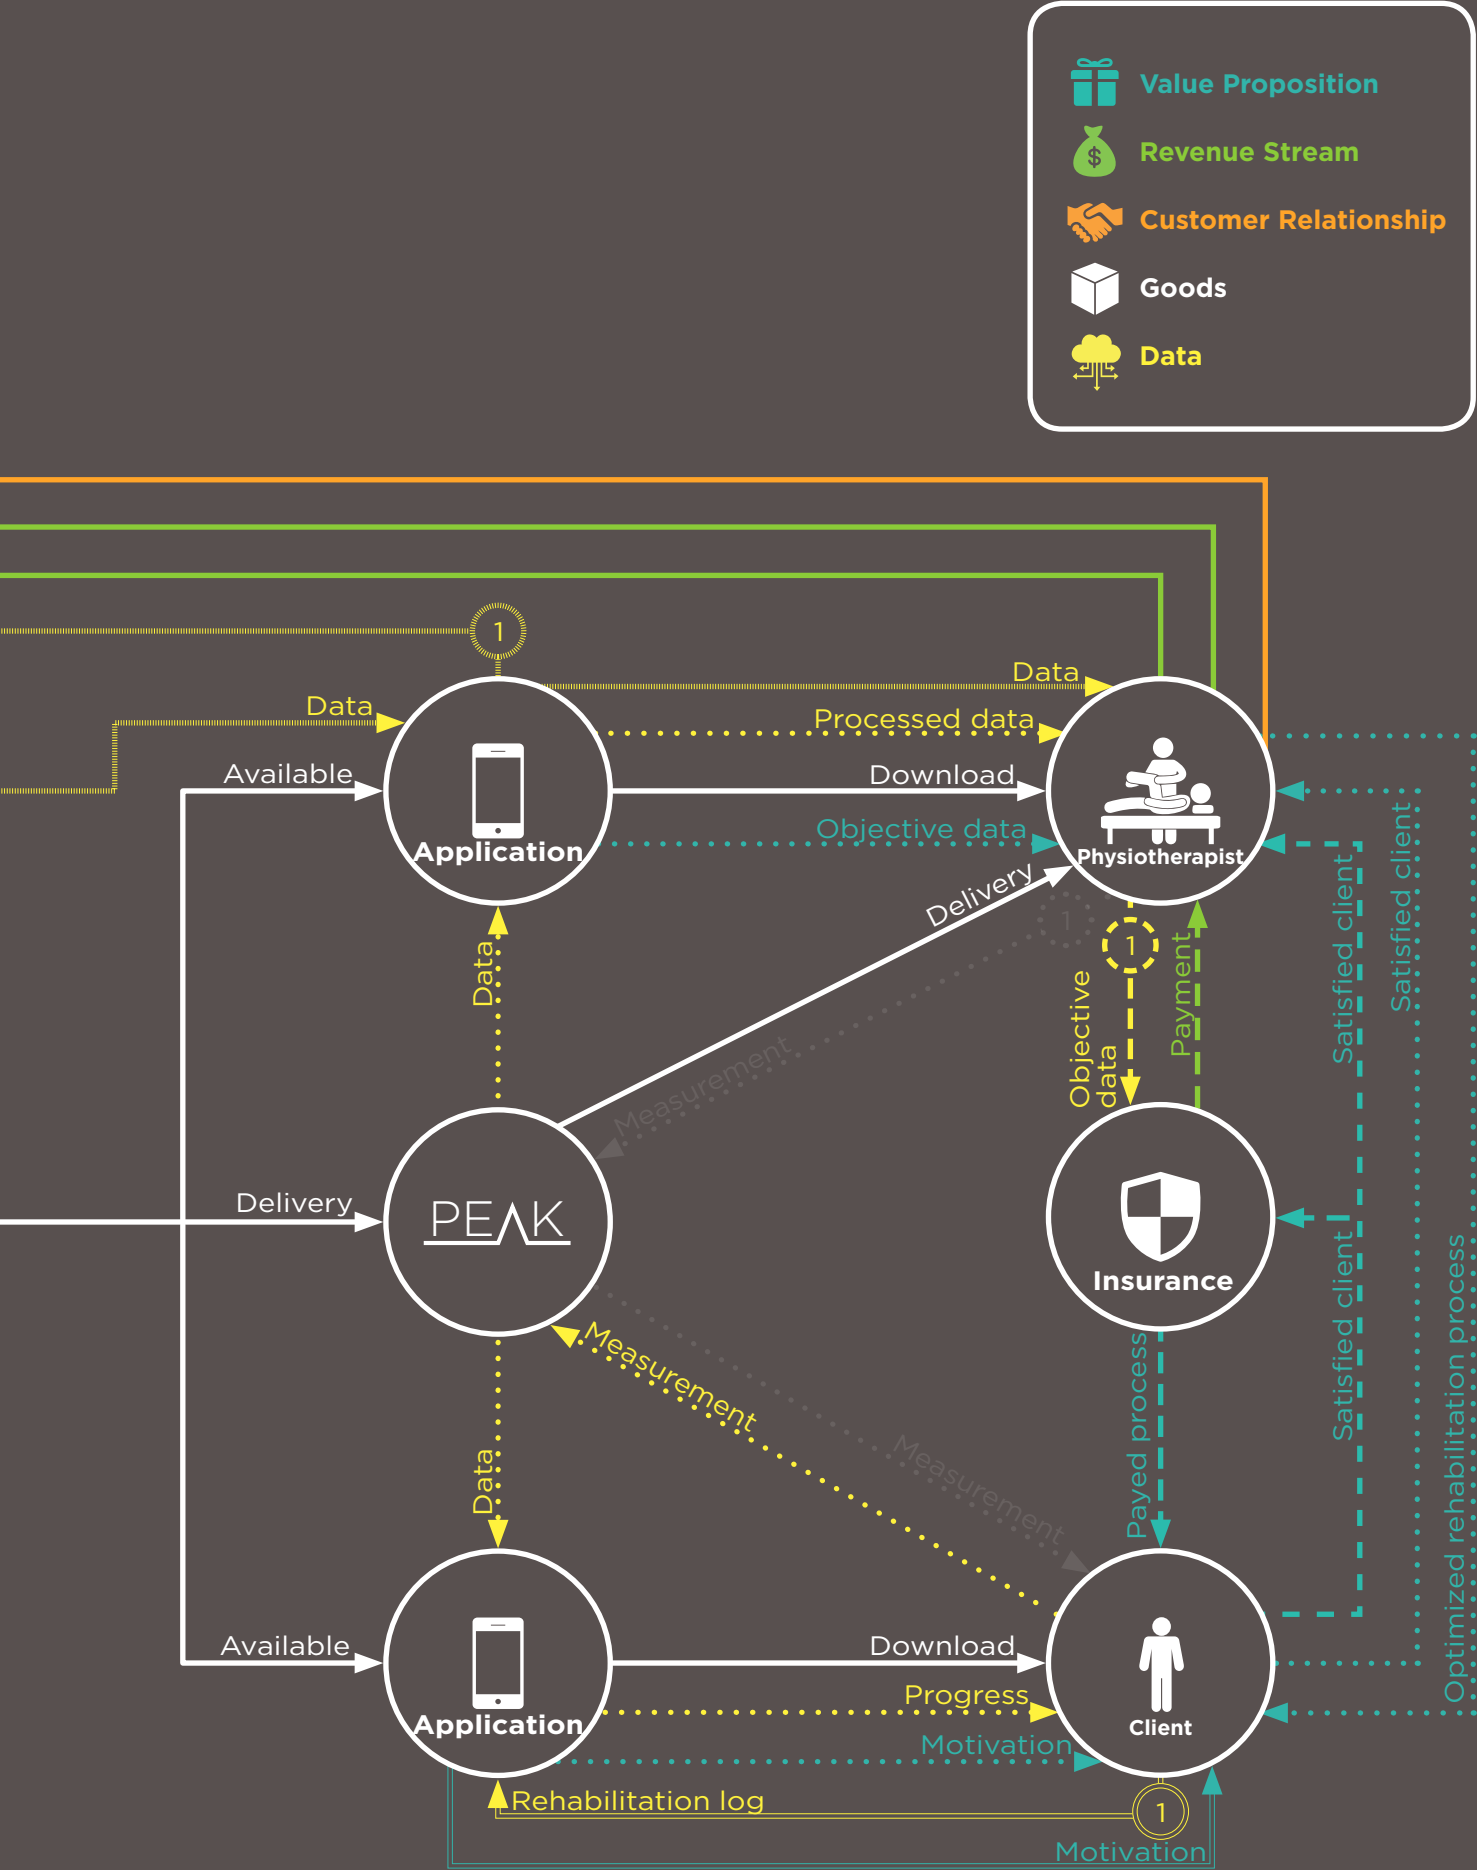 Value Proposition
$
Revenue Stream
Customer Relationship
Goods
Data
1
Data
Data
Processed data
Available
Download
Objective data
Application
Physiotherapist
Delivery
1
1
Satisfied client
Satisfied client
Data
Payment
Objective
data
Measurement
Delivery
PEAK
Insurance
Satisfied client
Optimized rehabilitation process
Measurement
Payed process
Measurement
Data
Available
Download
Progress
Application
Client
Motivation
Rehabilitation log
1
Motivation